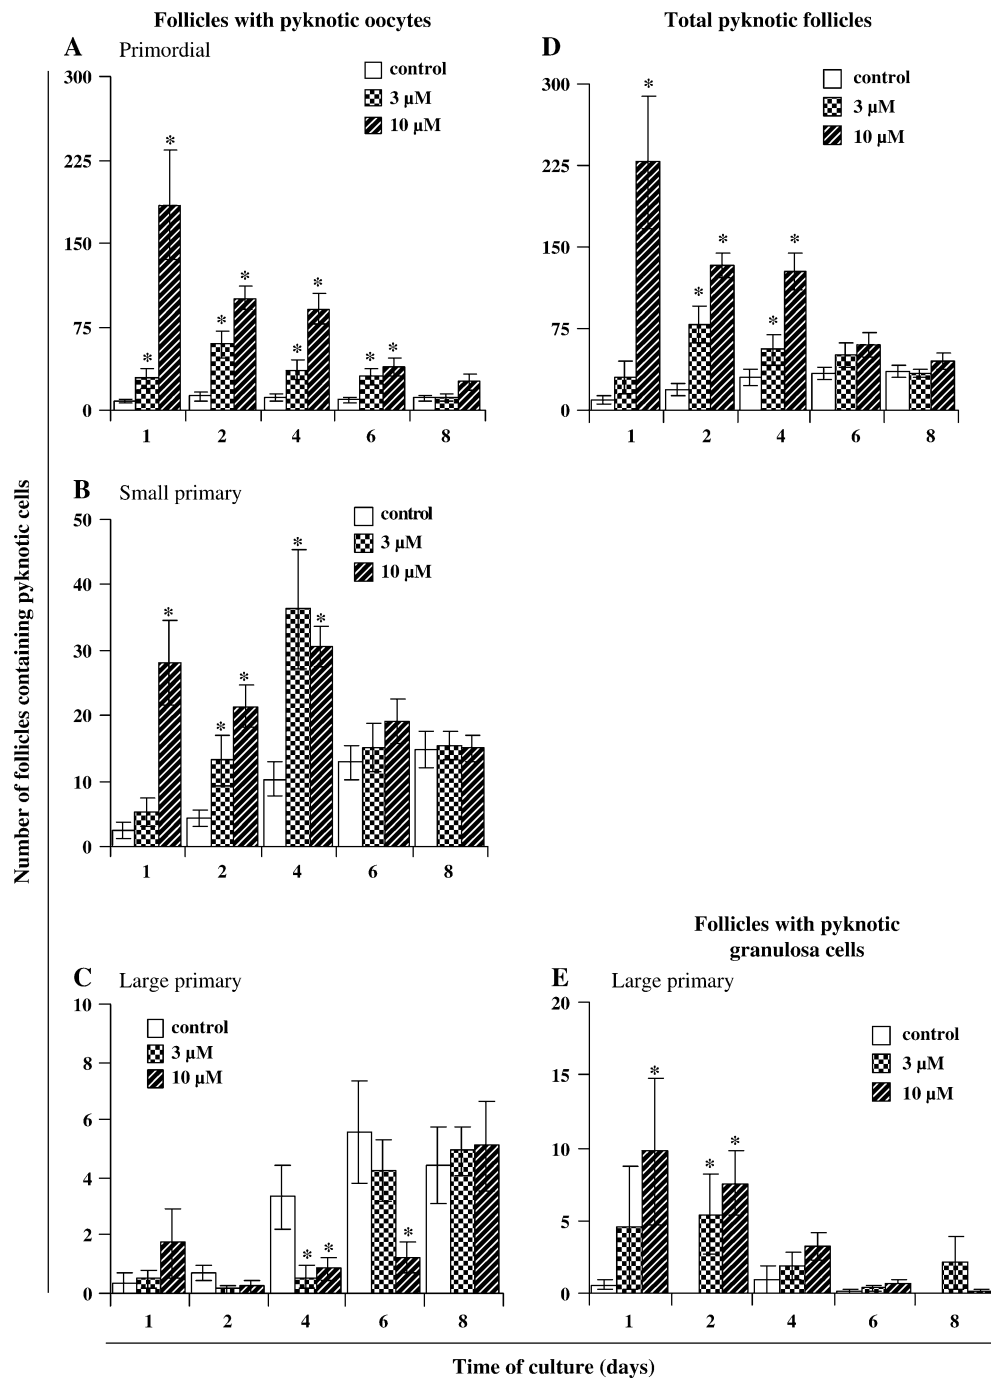 Follicles with pyknotic oocytes
Total pyknotic follicles
A
Primordial
control
3 µM
10 µM
300
225
150
75
0
*
*
*
*
*
*
*
*
1
2
4
6
8
D
control
3 µM
10 µM
300
225
150
75
0
*
*
*
*
*
1
2
4
6
8
Number of follicles containing pyknotic cells
B
Small primary
control
3 µM
10 µM
50
40
30
20
10
0
*
*
*
*
*
1
2
4
6
8
C
Large primary
control
3 µM
10 µM
10
8
6
4
2
0
*
*
*
1
2
4
6
8
Follicles with pyknotic
granulosa cells
E
Large primary
control
3 µM
10 µM
20
15
10
5
0
*
*
*
1
2
4
6
8
Time of culture (days)